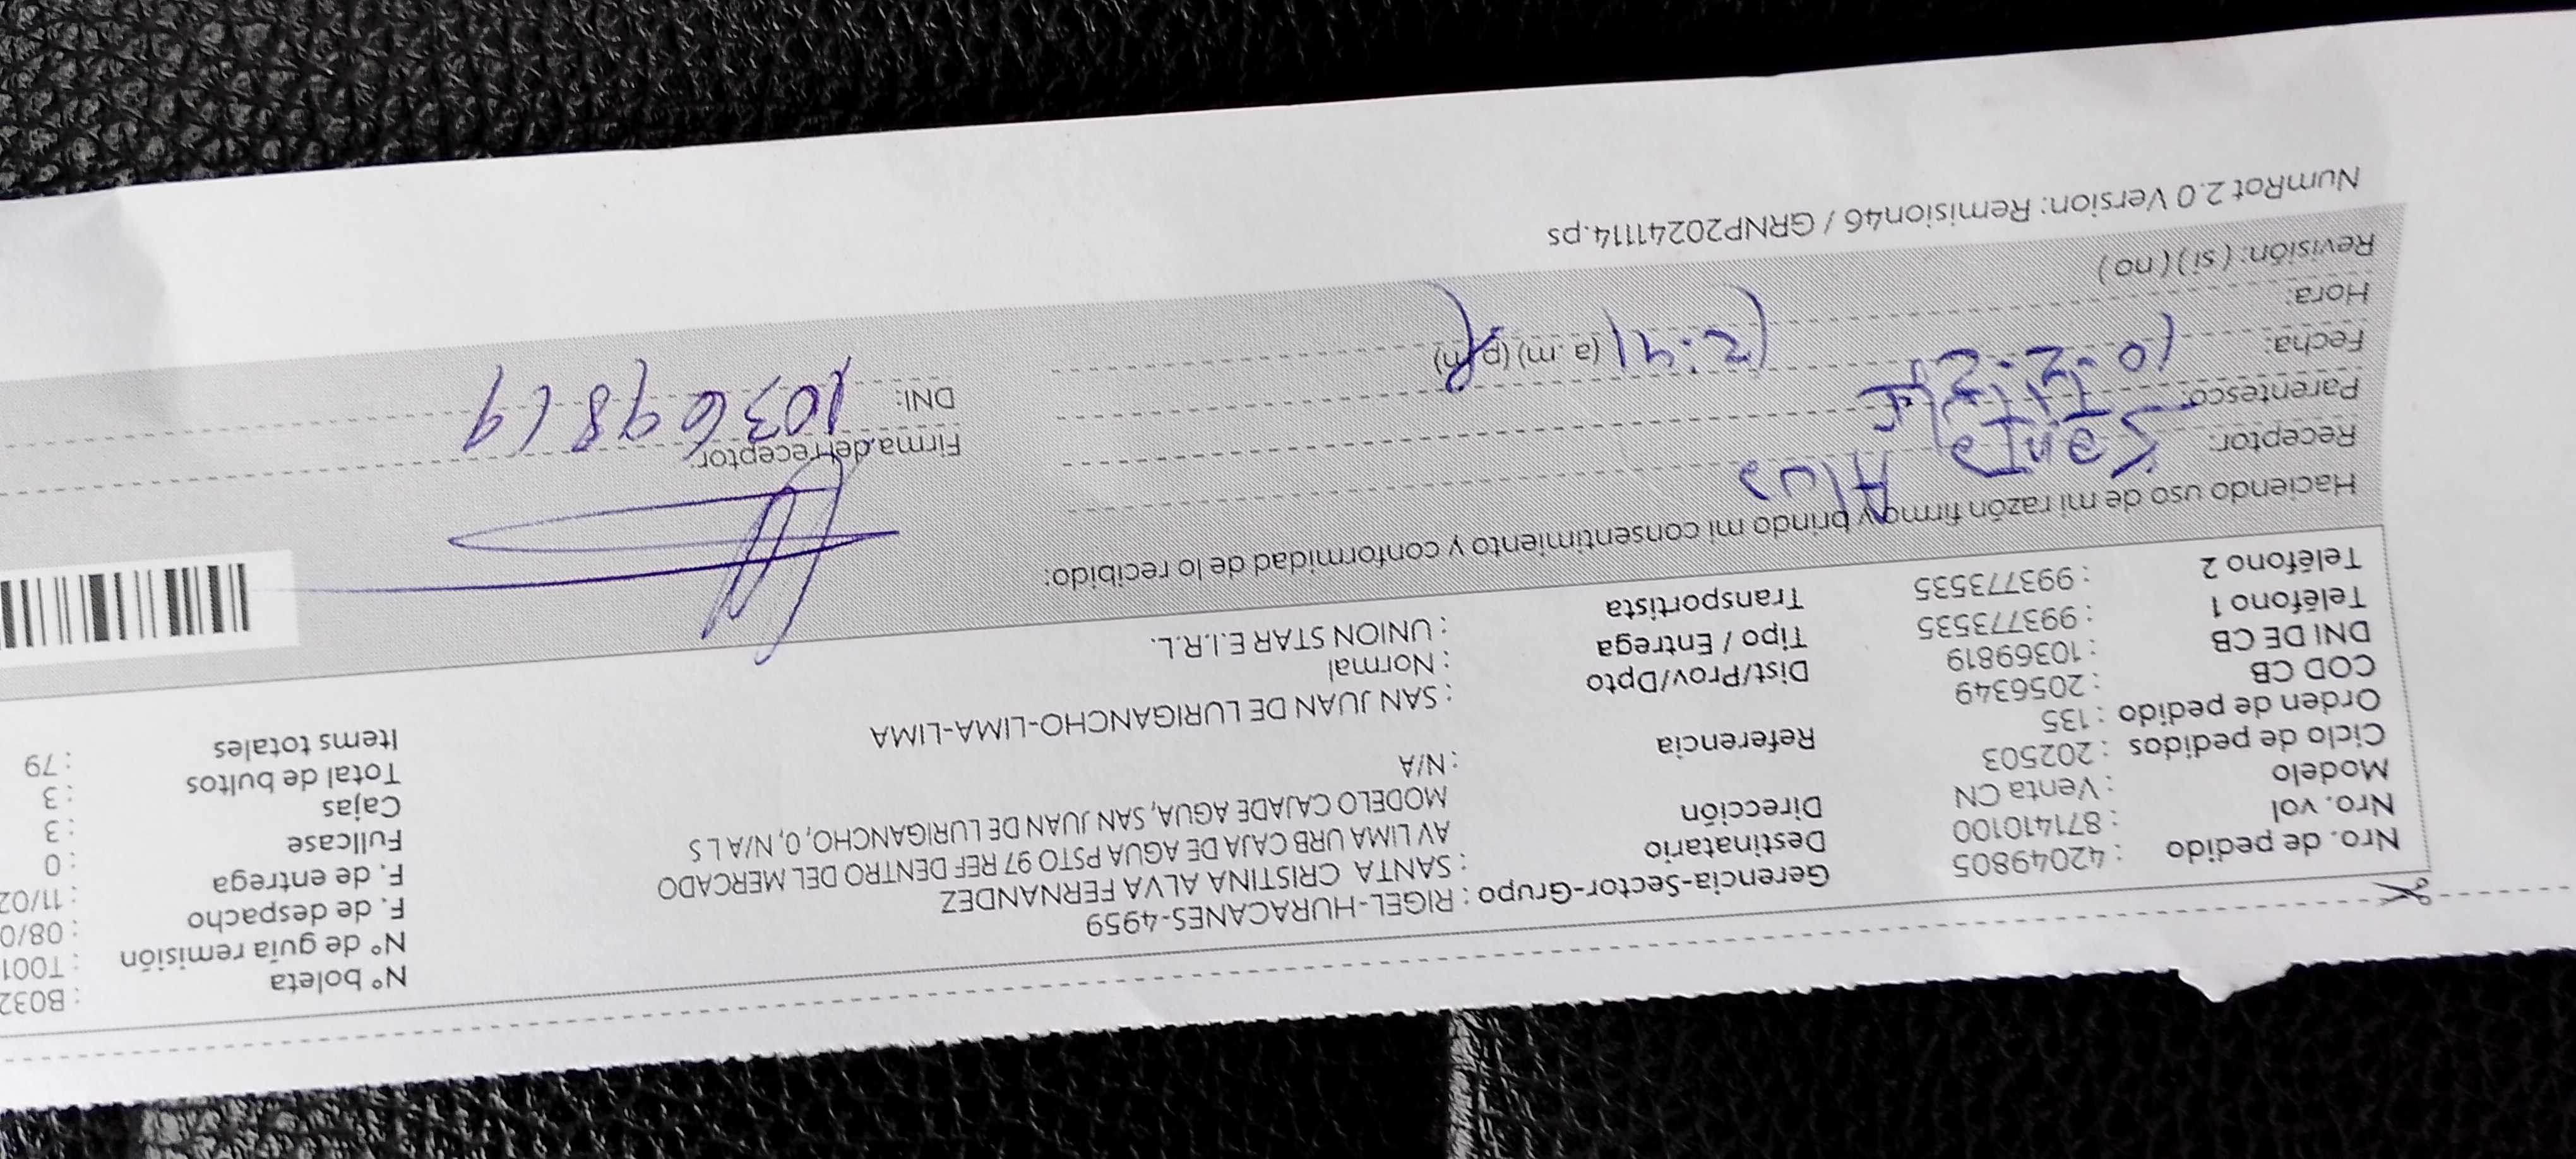 Nro. de pedido : 42049805
Nro. vol : 871410100
Modelo : Venta CN
Ciclo de pedidos : 202503
Orden de pedido : 135
COD CB : 2056349
DNI DE CB : 10369819
Teléfono 1 : 993773535
Teléfono 2 : 993773535
Gerencia-Sector-Grupo : RIGEL-HURACANES-4959
Destinatario : SANTA CRISTINA ALVA FERNANDEZ
Dirección AV LIMA URB CAJA DE AGUA PSTO 97 REF DENTRO DEL MERCADO
MODELO CAJADE AGUA, SAN JUAN DE LURIGANCHO, 0, N/A L S
Referencia : N/A
Dist/Prov/Dpto : SAN JUAN DE LURIGANCHO-LIMA-LIMA
Tipo / Entrega : Normal
Transportista : UNION STAR E.I.R.L.
N° boleta : B032
N° de guía remisión : T001
F. de despacho : 08/0
F. de entrega : 11/02
Fullcase : 0
Cajas : 3
Total de bultos : 3
Items totales : 79
Haciendo uso de mi razón firmo y brindo mi consentimiento y conformidad de lo recibido:
Receptor: Santa Alva
Parentesco:
Fecha: 10-2-25
Hora: 12:41 (a.m) (p.m)
Revisión: (si) (no)
Firma del receptor:
DNI:
NumRot 2.0 Version: Remision46 / GRNP20241114.ps